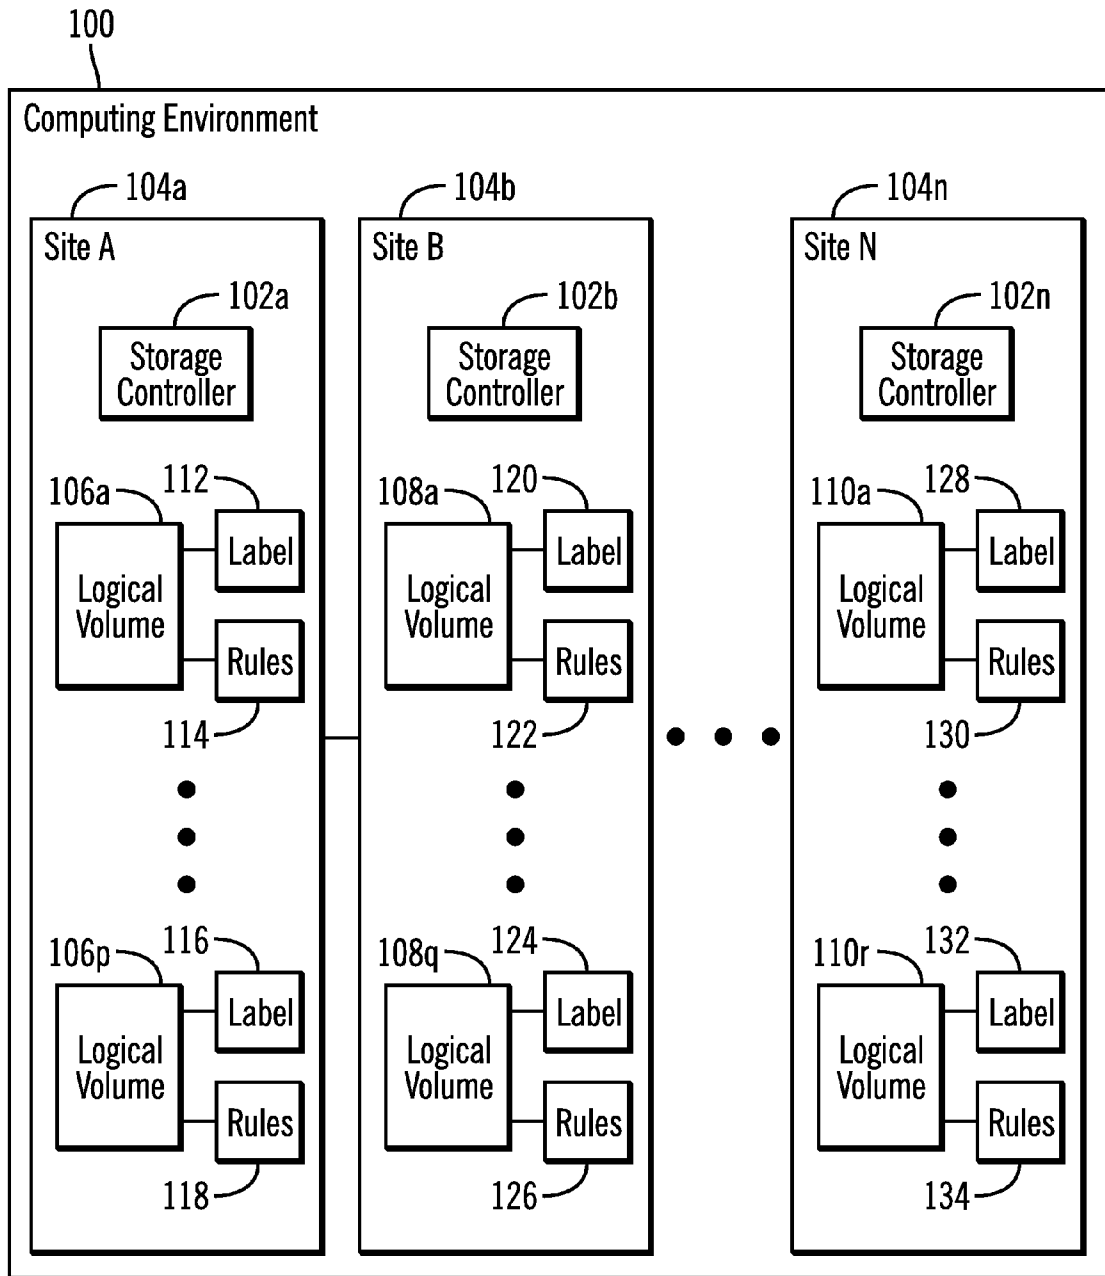 100
Computing Environment
104a
104b
104n
Site A
Site B
Site N
102a
102b
102n
Storage
Controller
Storage
Controller
Storage
Controller
106a
112
108a
120
110a
128
Logical
Volume
Label
Rules
Logical
Volume
Label
Rules
Logical
Volume
Label
Rules
114
122
130
106p
116
108q
124
110r
132
Logical
Volume
Label
Rules
Logical
Volume
Label
Rules
Logical
Volume
Label
Rules
118
126
134